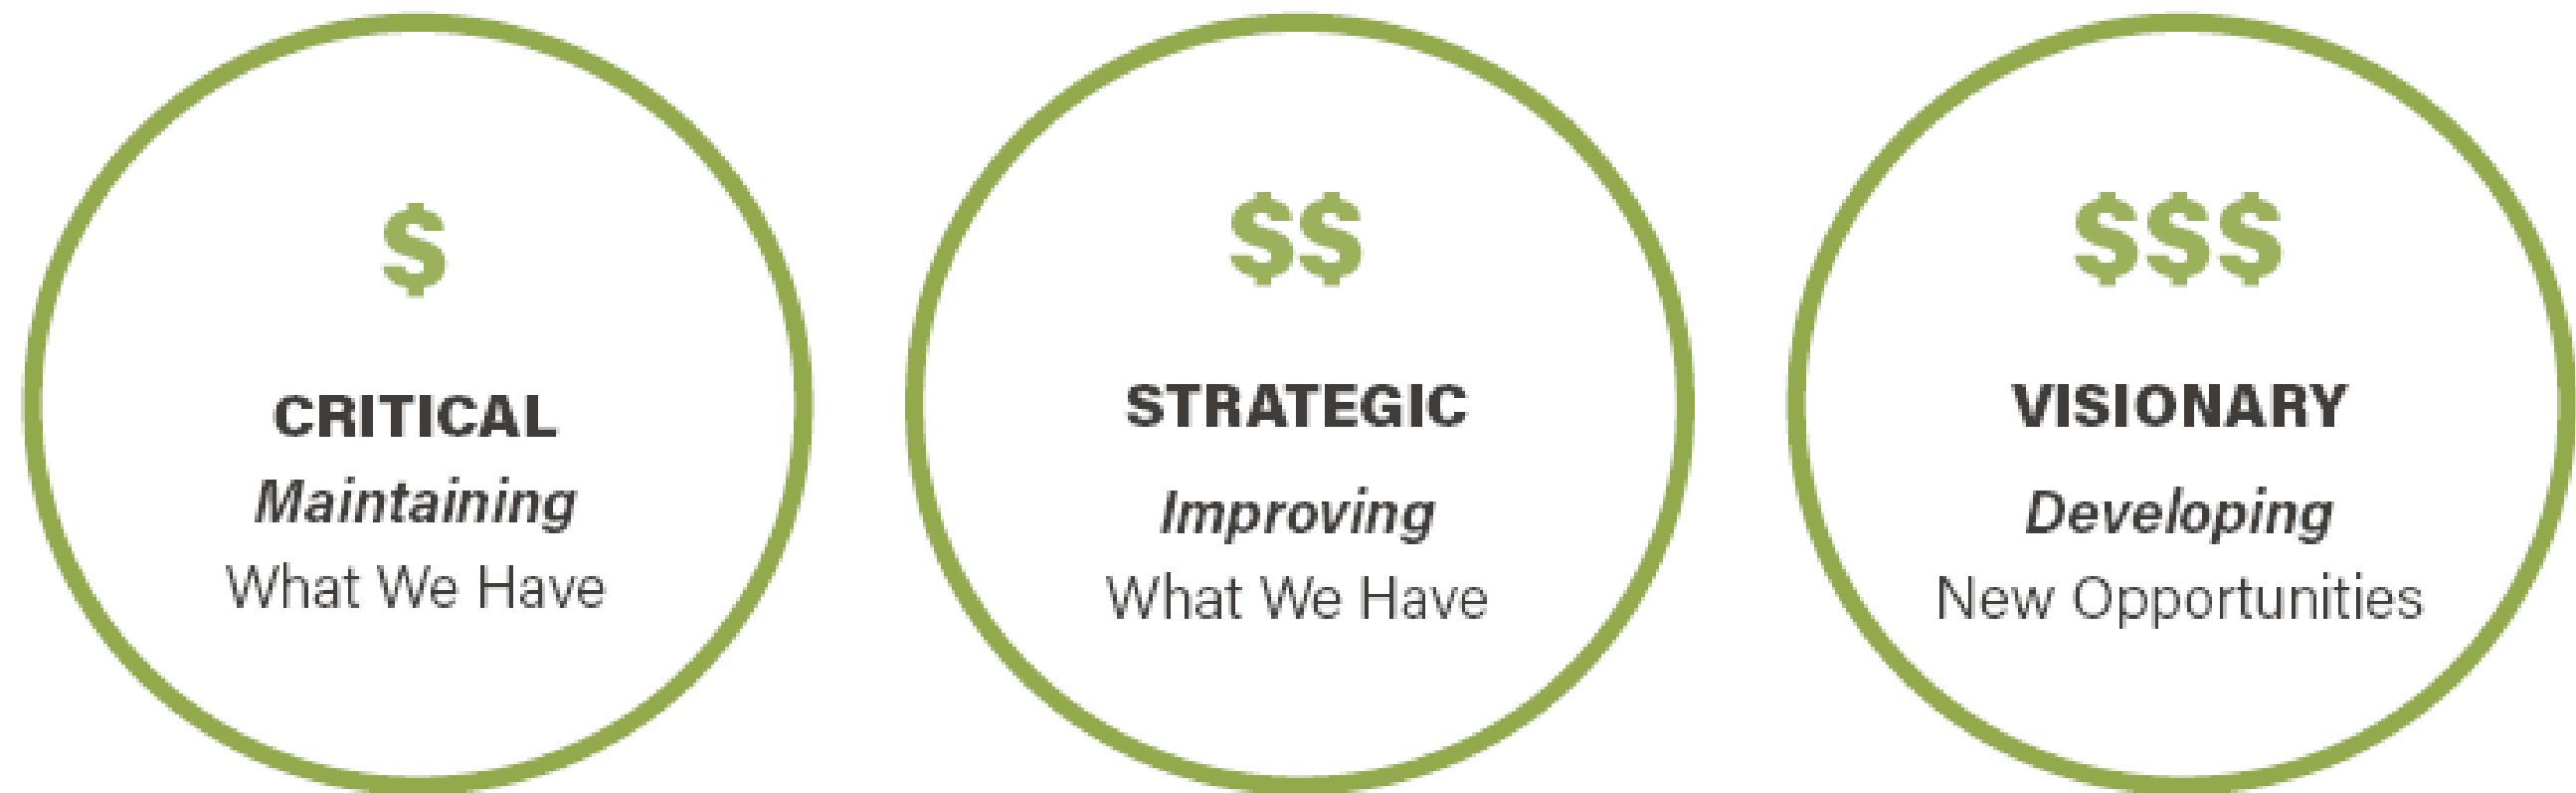 $
CRITICAL
Maintaining
What We Have
$$
STRATEGIC
Improving
What We Have
$$$
VISIONARY
Developing
New Opportunities